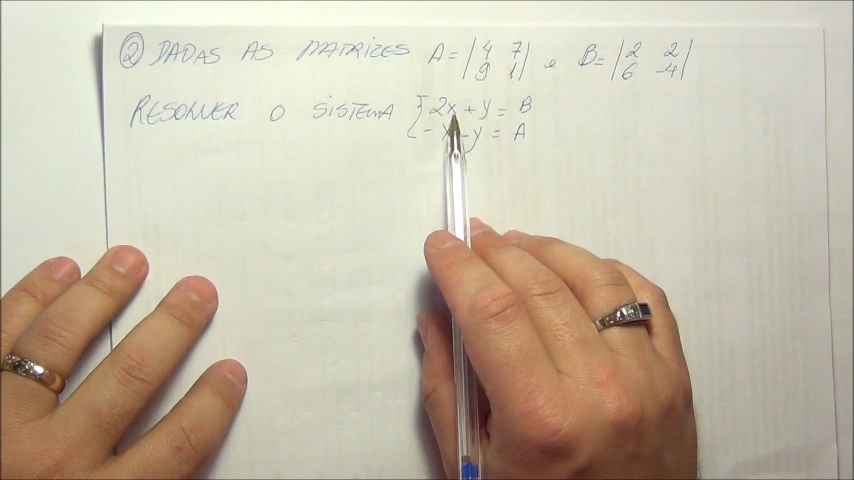 ② DADAS AS MATRIZES A = |4 7| e B = |2 2|
|9 1| |6 -4|
RESOLVER O SISTEMA { 2x + y = B
- x - y = A